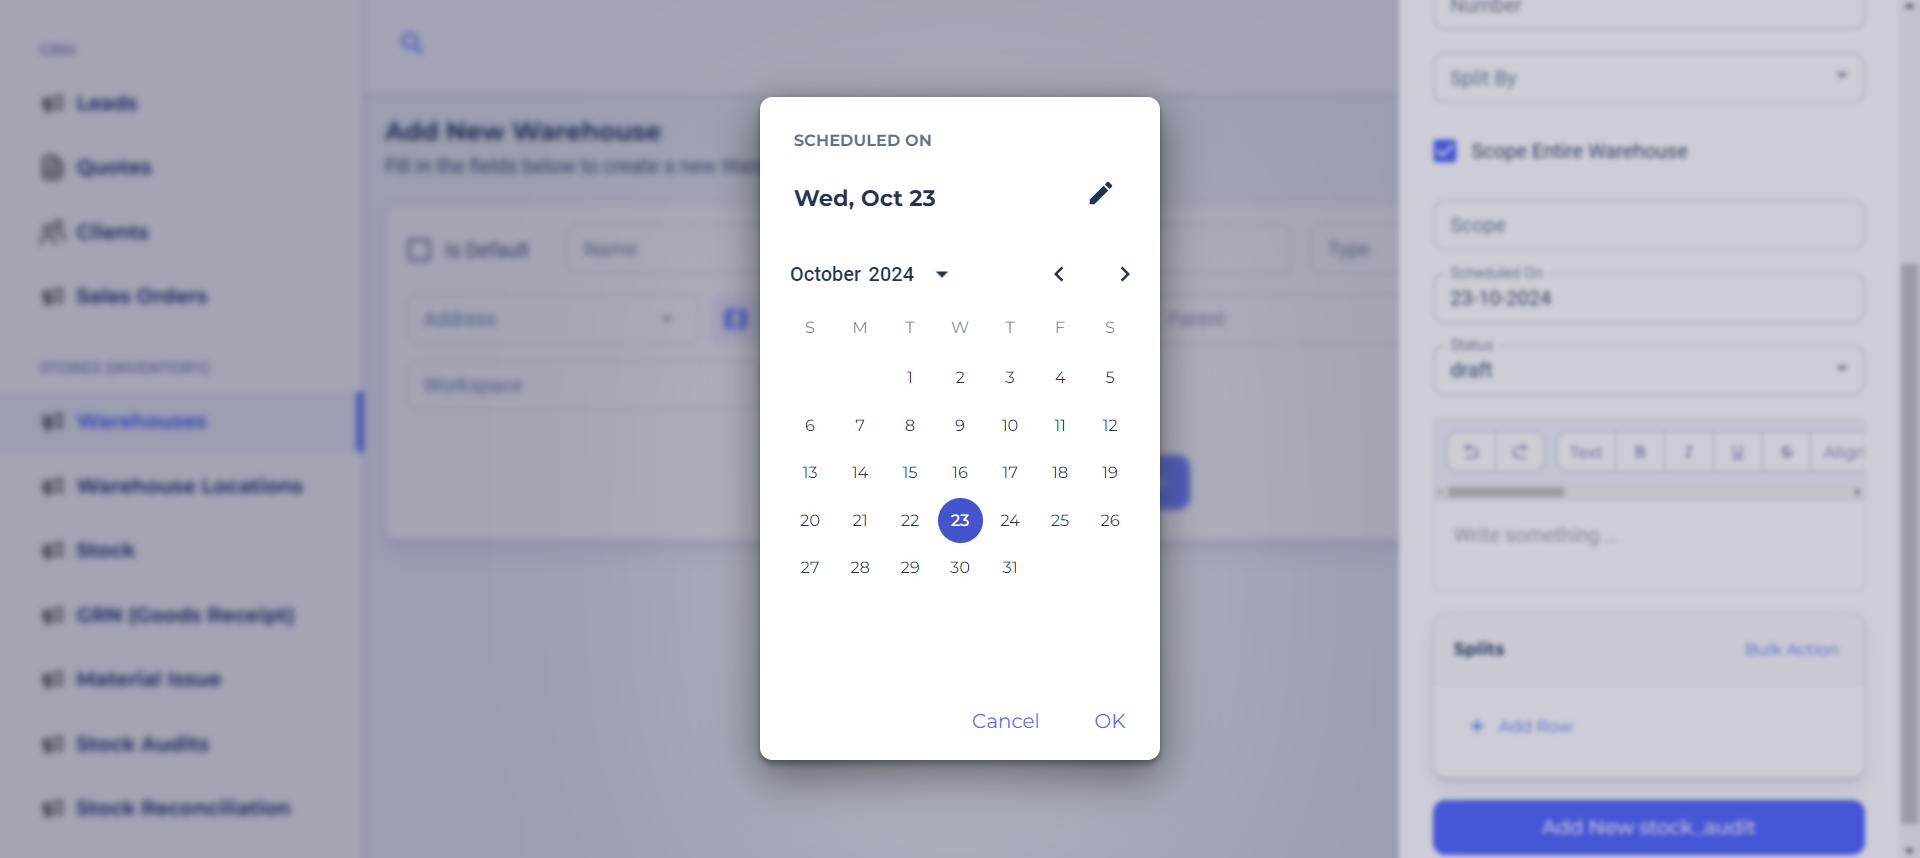 CRM
Leads
Quotes
Clients
Sales Orders
STORES (INVENTORY)
Warehouses
Warehouse Locations
Stock
GRN (Goods Receipt)
Material Issue
Stock Audits
Stock Reconciliation
Add New Warehouse
Fill in the fields below to create a new
Is Default
Name
Type
Address
Parent
Workspace
SCHEDULED ON
Wed, Oct 23
October 2024
S M T W T F S
1 2 3 4 5
6 7 8 9 10 11 12
13 14 15 16 17 18 19
20 21 22 23 24 25 26
27 28 29 30 31
Cancel OK
Number
Split By
Scope Entire Warehouse
Scope
Scheduled On
23-10-2024
Status
draft
Text B I U S
Write something ...
Splits Bulk Action
+ Add Row
Add New stock_audit